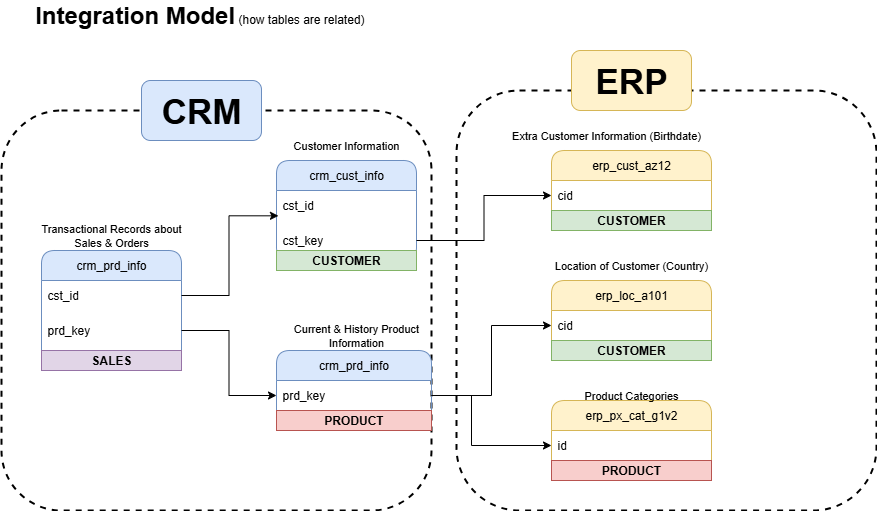 Integration Model (how tables are related)
CRM
ERP
Customer Information
crm_cust_info
cst_id
cst_key
CUSTOMER
Transactional Records about
Sales & Orders
crm_prd_info
cst_id
prd_key
SALES
Current & History Product
Information
crm_prd_info
prd_key
PRODUCT
Extra Customer Information (Birthdate)
erp_cust_az12
cid
CUSTOMER
Location of Customer (Country)
erp_loc_a101
cid
CUSTOMER
Product Categories
erp_px_cat_g1v2
id
PRODUCT